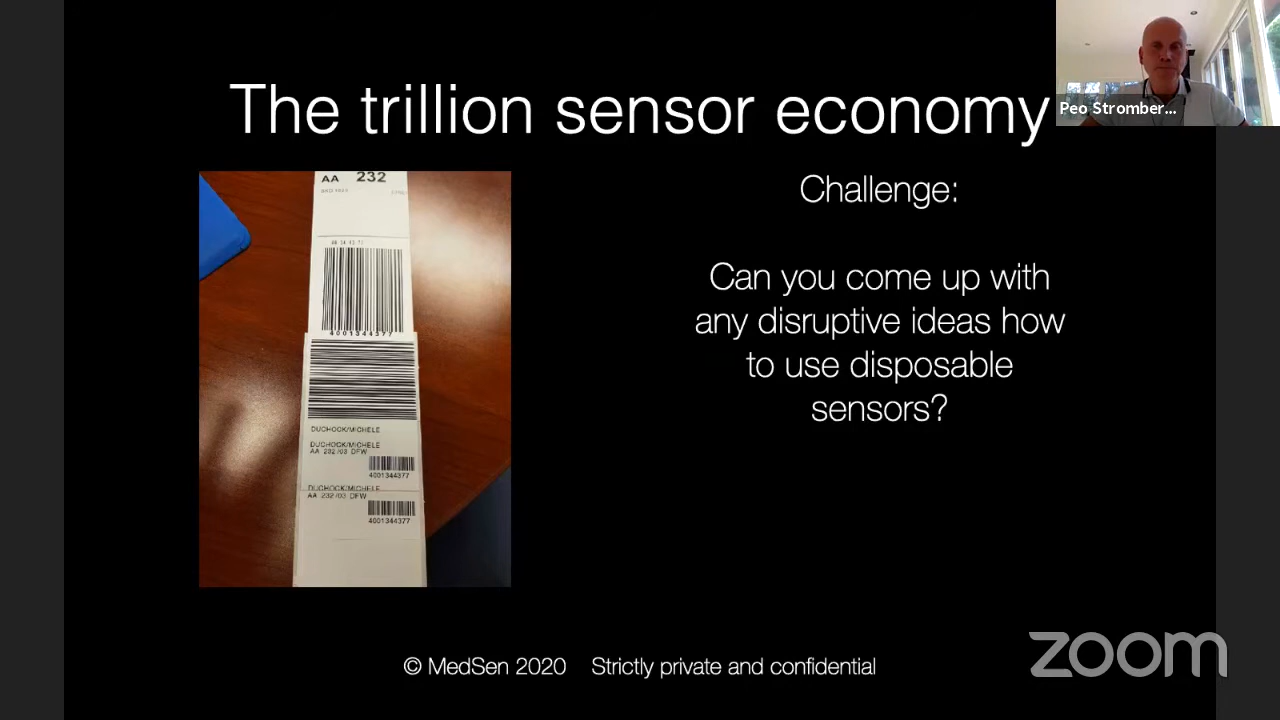 The trillion sensor economy
Peo Stromber...
AA 232
4001344377
DUCHOCK/MICHELE
DUCHOCK/MICHELE
AA 232/03 DFW
4001344377
DUCHOCK/MICHELE
AA 232/03 DFW
4001344377
Challenge:
Can you come up with
any disruptive ideas how
to use disposable
sensors?
© MedSen 2020 Strictly private and confidential
zoom